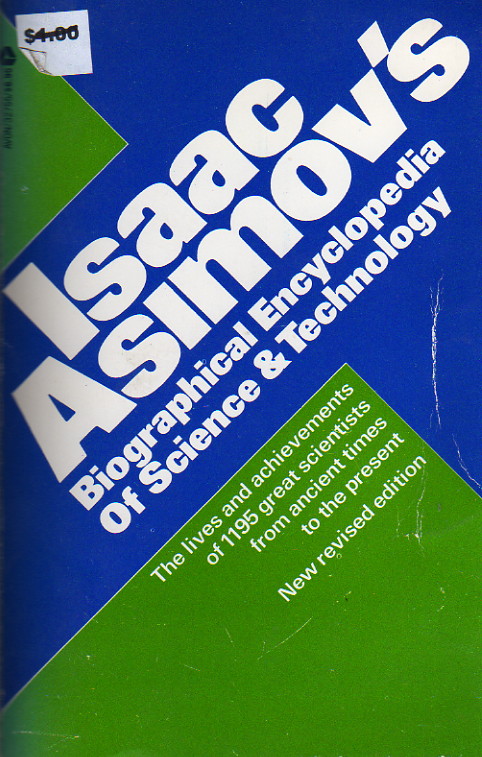 $4.00
Isaac
Asimov's
Biographical Encyclopedia
Of Science & Technology
The lives and achievements
of 1195 great scientists
from ancient times
to the present
New revised edition